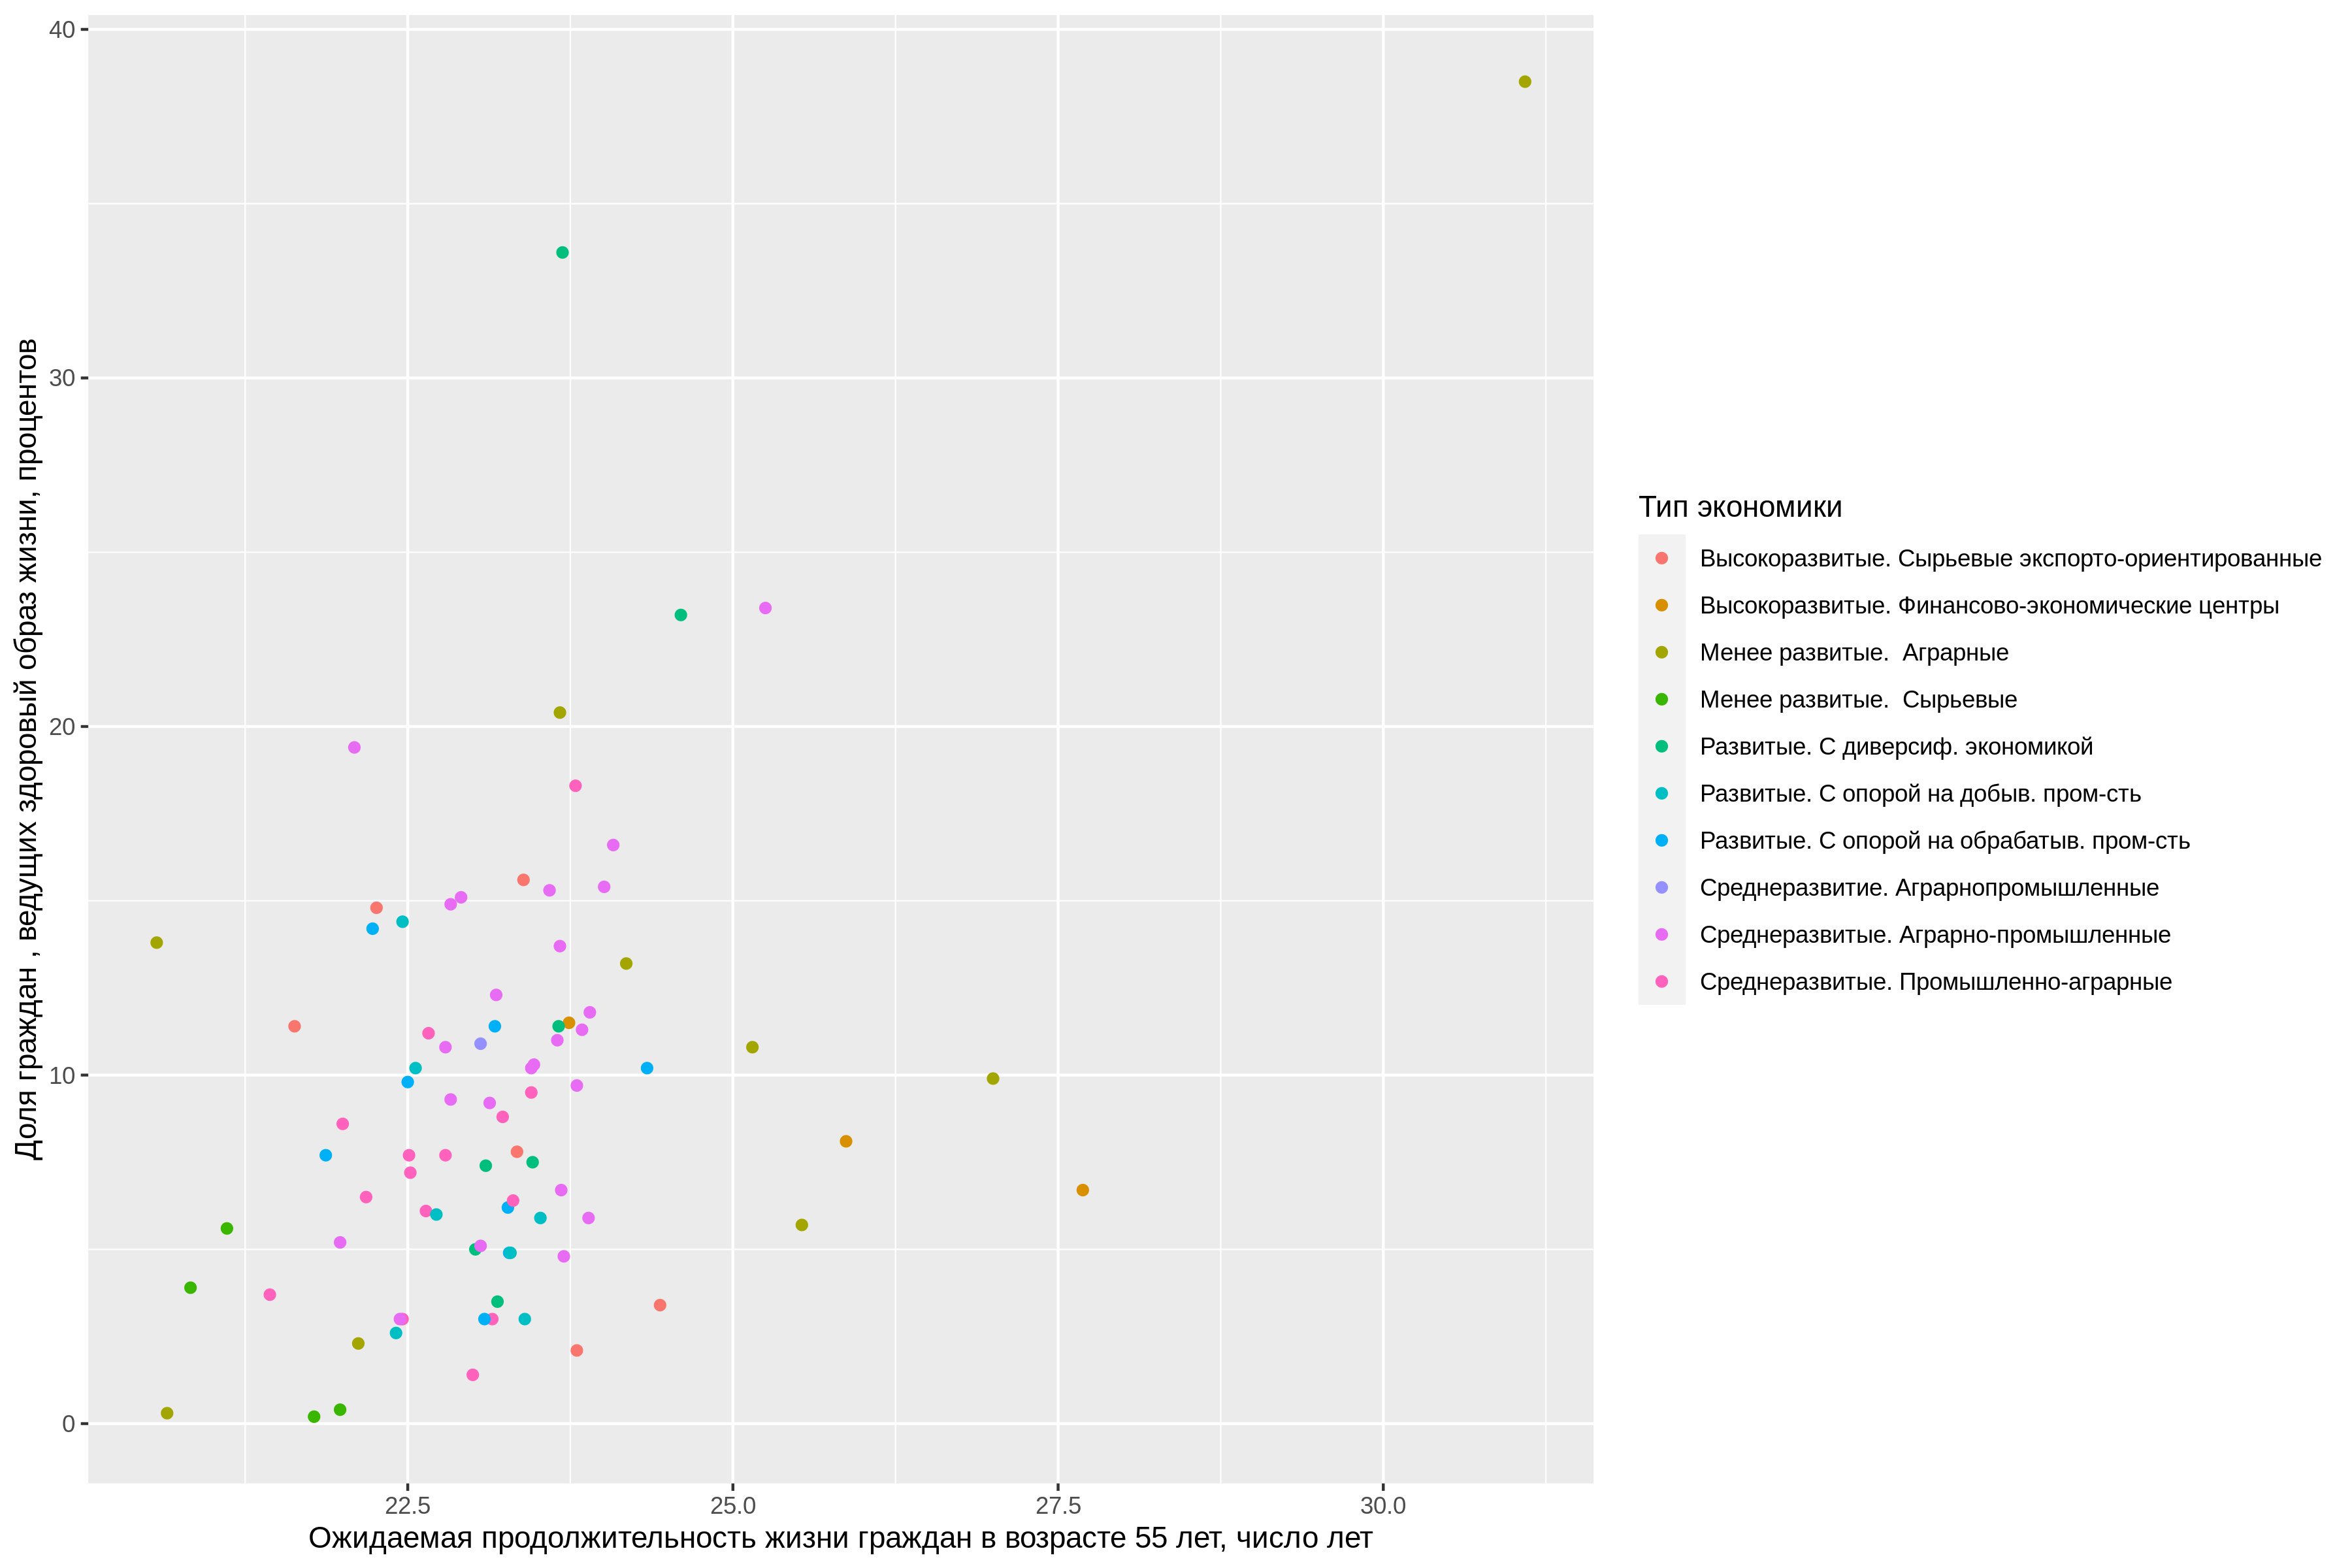 40
30
20
10
0
Доля граждан , ведущих здоровый образ жизни, процентов
22.5 25.0 27.5 30.0
Ожидаемая продолжительность жизни граждан в возрасте 55 лет, число лет
Тип экономики
Высокоразвитые. Сырьевые экспорто-ориентированные
Высокоразвитые. Финансово-экономические центры
Менее развитые.  Аграрные
Менее развитые.  Сырьевые
Развитые. С диверсиф. экономикой
Развитые. С опорой на добыв. пром-сть
Развитые. С опорой на обрабатыв. пром-сть
Среднеразвитие. Аграрнопромышленные
Среднеразвитые. Аграрно-промышленные
Среднеразвитые. Промышленно-аграрные